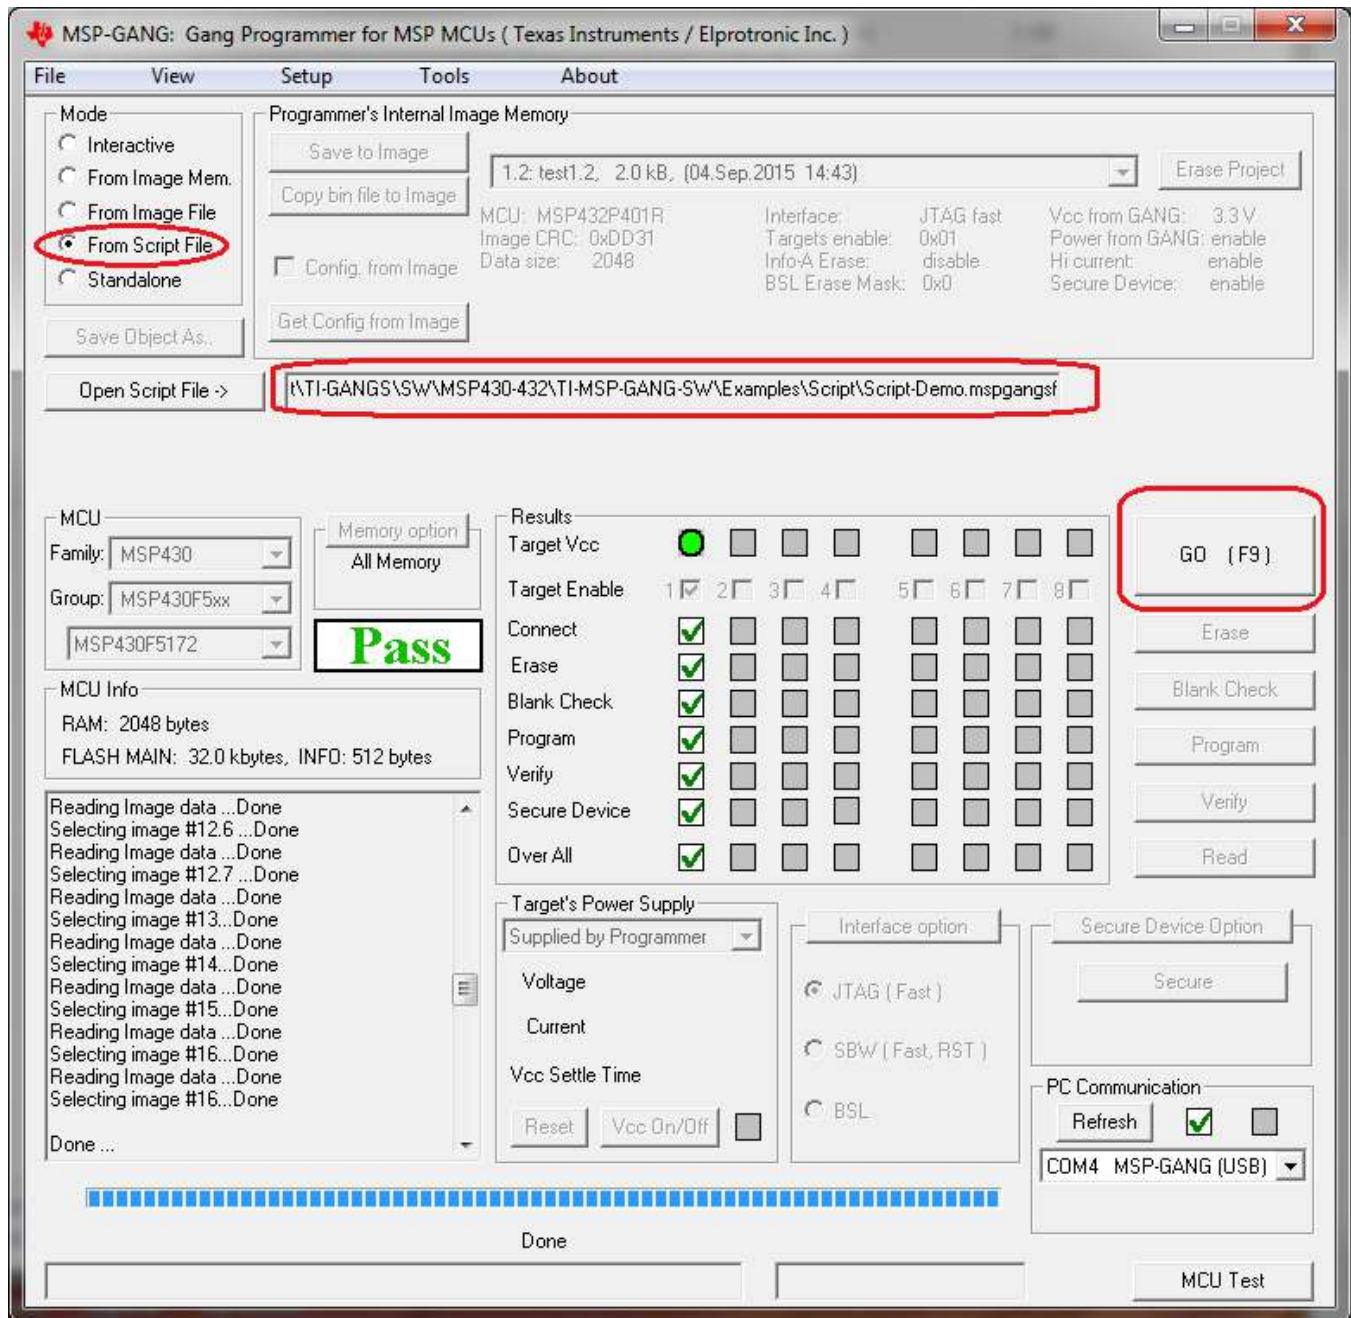 MSP-GANG: Gang Programmer for MSP MCUs ( Texas Instruments / Elprotronic Inc. )
File View Setup Tools About
Mode
Interactive
From Image Mem.
From Image File
From Script File
Standalone
Save Object As..
Programmer's Internal Image Memory
Save to Image
Copy bin file to Image
Config. from Image
Get Config from Image
1.2: test1.2, 2.0 kB, (04.Sep.2015 14:43)
Erase Project
MCU: MSP432P401R
Image CRC: 0xDD31
Data size: 2048
Interface: JTAG fast
Targets enable: 0x01
Info-A Erase: disable
BSL Erase Mask: 0x0
Vcc from GANG: 3.3 V
Power from GANG: enable
Hi current: enable
Secure Device: enable
Open Script File -> t\TI-GANGS\SW\MSP430-432\TI-MSP-GANG-SW\Examples\Script\Script-Demo.mspgangsf
MCU
Family: MSP430
Group: MSP430F5xx
MSP430F5172
Memory option
All Memory
Pass
MCU Info
RAM: 2048 bytes
FLASH MAIN: 32.0 kbytes, INFO: 512 bytes
Reading Image data ...Done
Selecting image #12.6 ...Done
Reading Image data ...Done
Selecting image #12.7 ...Done
Reading Image data ...Done
Selecting image #13...Done
Reading Image data ...Done
Selecting image #14...Done
Reading Image data ...Done
Selecting image #15...Done
Reading Image data ...Done
Selecting image #16...Done
Reading Image data ...Done
Selecting image #16...Done
Done ...
Results
Target Vcc
Target Enable 1 2 3 4 5 6 7 8
Connect
Erase
Blank Check
Program
Verify
Secure Device
Over All
GO ( F9 )
Erase
Blank Check
Program
Verify
Read
Target's Power Supply
Supplied by Programmer
Voltage
Current
Vcc Settle Time
Reset Vcc On/Off
Interface option
JTAG ( Fast )
SBW ( Fast, RST )
BSL
Secure Device Option
Secure
PC Communication
Refresh
COM4 MSP-GANG (USB)
Done
MCU Test